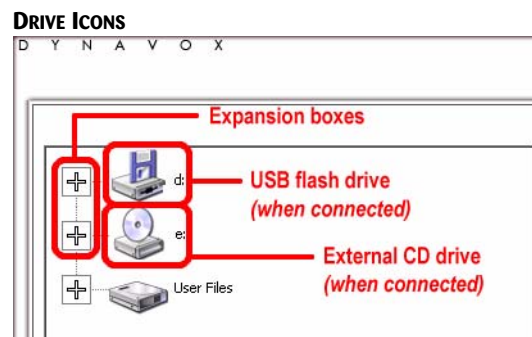 DRIVE ICONS
D Y N A V O X
Expansion boxes
d:
USB flash drive
(when connected)
e:
External CD drive
(when connected)
User Files